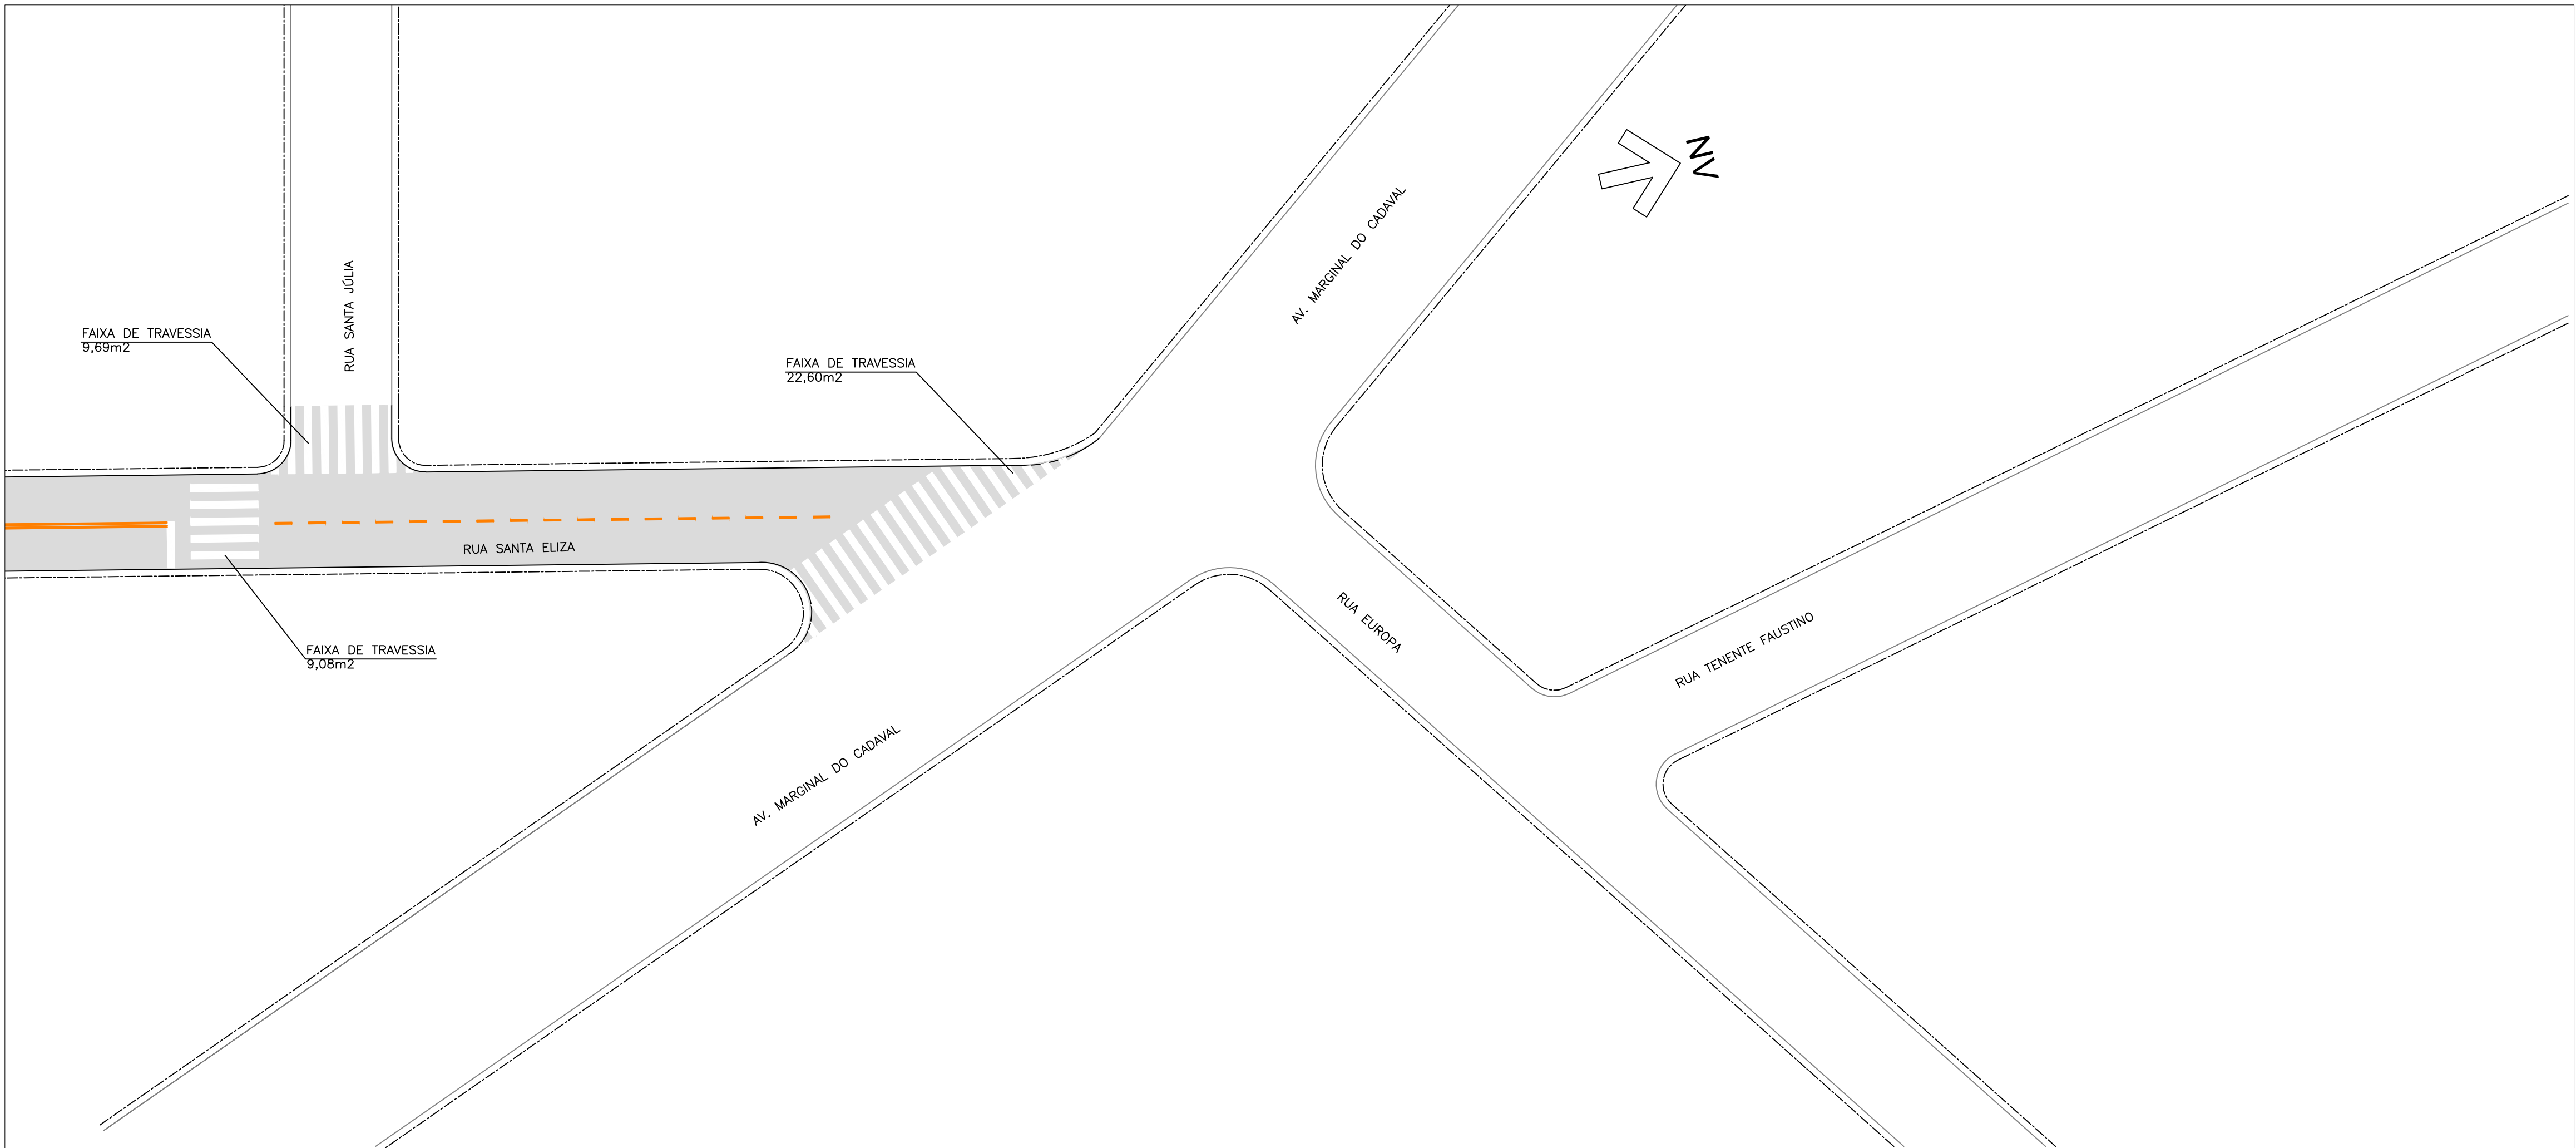 NV
AV. MARGINAL DO CADAVAL
RUA SANTA JÚLIA
FAIXA DE TRAVESSIA
9,69m2
FAIXA DE TRAVESSIA
22,60m2
RUA SANTA ELIZA
FAIXA DE TRAVESSIA
9,08m2
RUA EUROPA
RUA TENENTE FAUSTINO
AV. MARGINAL DO CADAVAL